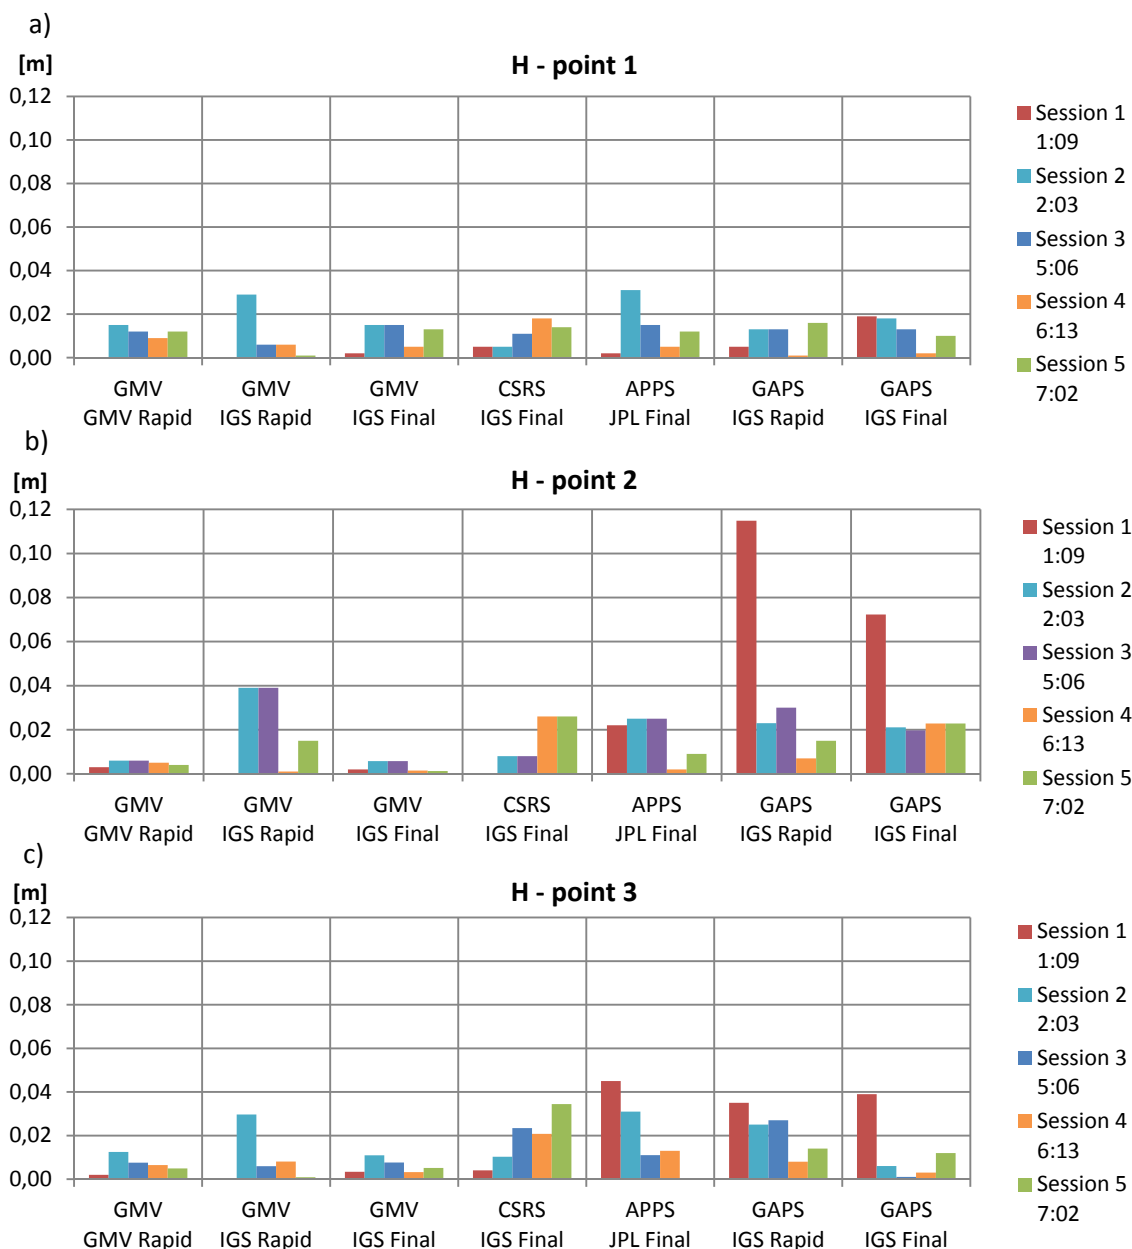 a)
[m]
H - point 1
0,12
0,10
0,08
0,06
0,04
0,02
0,00
GMV GMV GMV CSRS APPS GAPS GAPS
GMV Rapid IGS Rapid IGS Final IGS Final JPL Final IGS Rapid IGS Final
Session 1
1:09
Session 2
2:03
Session 3
5:06
Session 4
6:13
Session 5
7:02
b)
[m]
H - point 2
0,12
0,10
0,08
0,06
0,04
0,02
0,00
GMV GMV GMV CSRS APPS GAPS GAPS
GMV Rapid IGS Rapid IGS Final IGS Final JPL Final IGS Rapid IGS Final
Session 1
1:09
Session 2
2:03
Session 3
5:06
Session 4
6:13
Session 5
7:02
c)
[m]
H - point 3
0,12
0,10
0,08
0,06
0,04
0,02
0,00
GMV GMV GMV CSRS APPS GAPS GAPS
GMV Rapid IGS Rapid IGS Final IGS Final JPL Final IGS Rapid IGS Final
Session 1
1:09
Session 2
2:03
Session 3
5:06
Session 4
6:13
Session 5
7:02